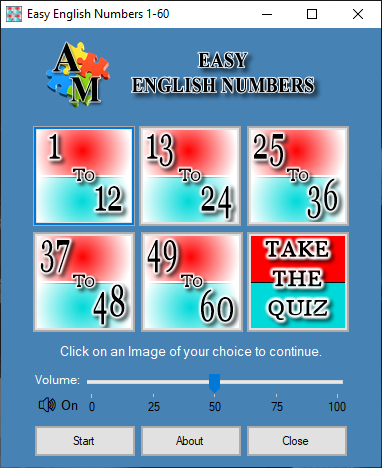 Easy English Numbers 1-60
A
M
EASY
ENGLISH NUMBERS
1
To
12
13
To
24
25
To
36
37
To
48
49
To
60
TAKE
THE
QUIZ
Click on an Image of your choice to continue.
Volume:
On
0 25 50 75 100
Start About Close